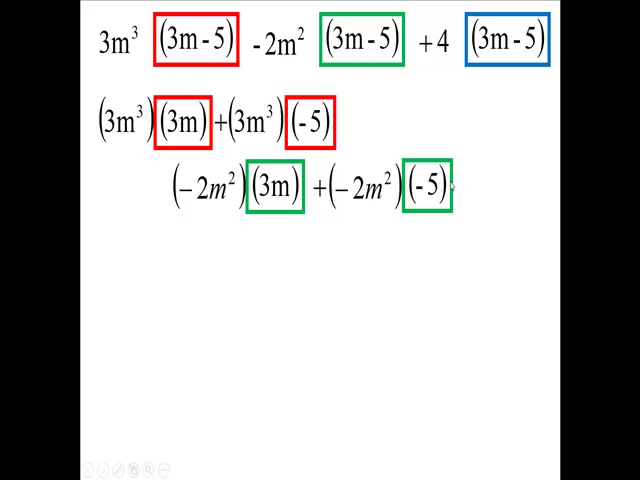 3m³ (3m - 5) - 2m² (3m - 5) + 4 (3m - 5)
(3m³)(3m) + (3m³)(- 5)
(− 2m²)(3m) + (− 2m²)(- 5)